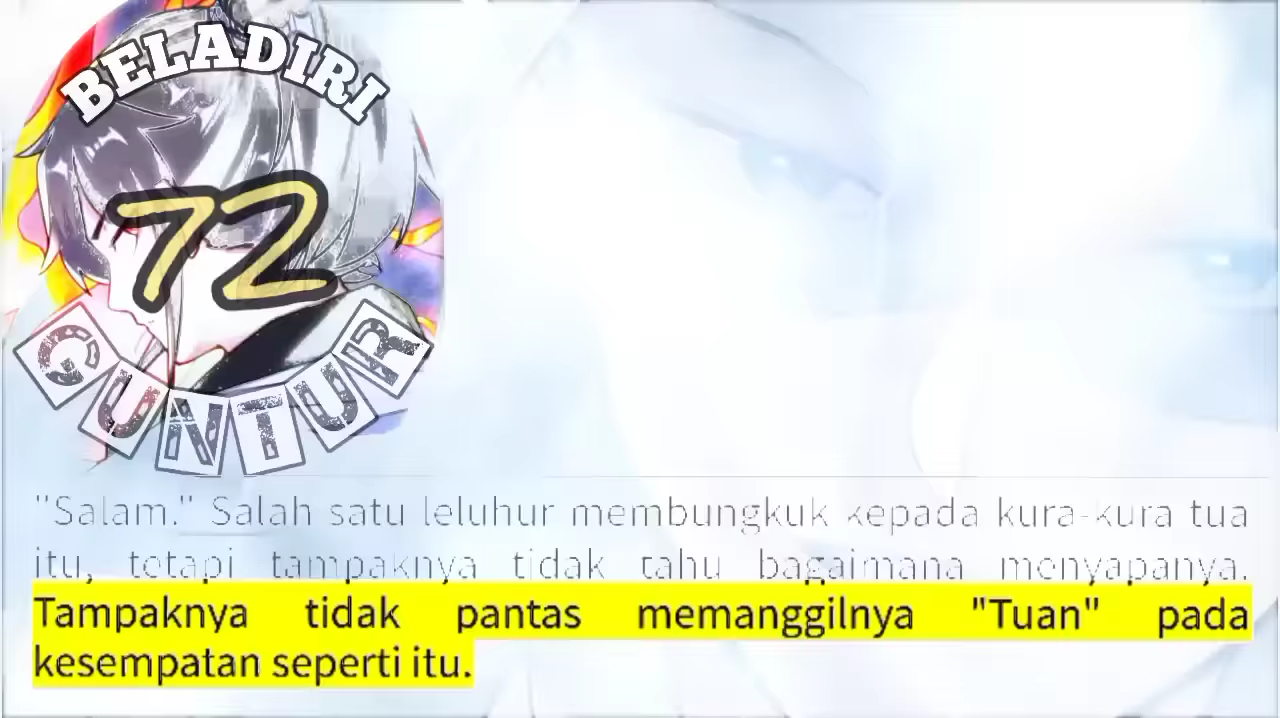 BELADIRI
72
GUNTUR
"Salam." Salah satu leluhur membungkuk kepada kura-kura tua
itu, tetapi tampaknya tidak tahu bagaimana menyapanya.
Tampaknya tidak pantas memanggilnya "Tuan" pada
kesempatan seperti itu.